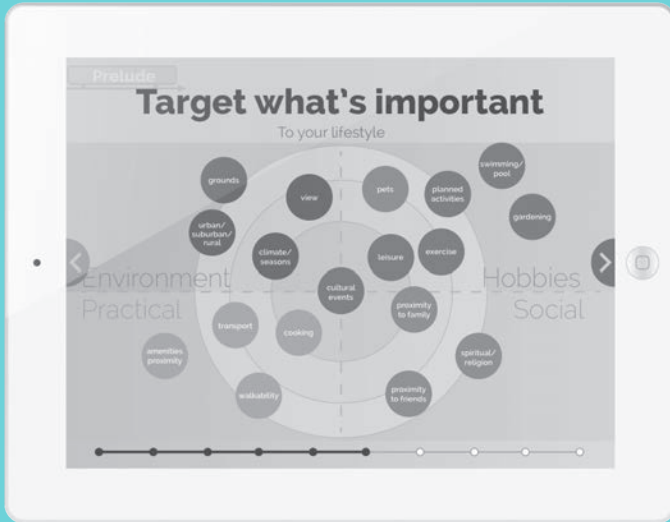 Prelude
Target what's important
To your lifestyle
grounds
view
pets
planned
activities
swimming/
pool
gardening
urban/
suburban/
rural
climate/
seasons
leisure
exercise
Environment
Hobbies
cultural
events
Practical
Social
transport
cooking
proximity
to family
amenities
proximity
spiritual/
religion
walkability
proximity
to friends